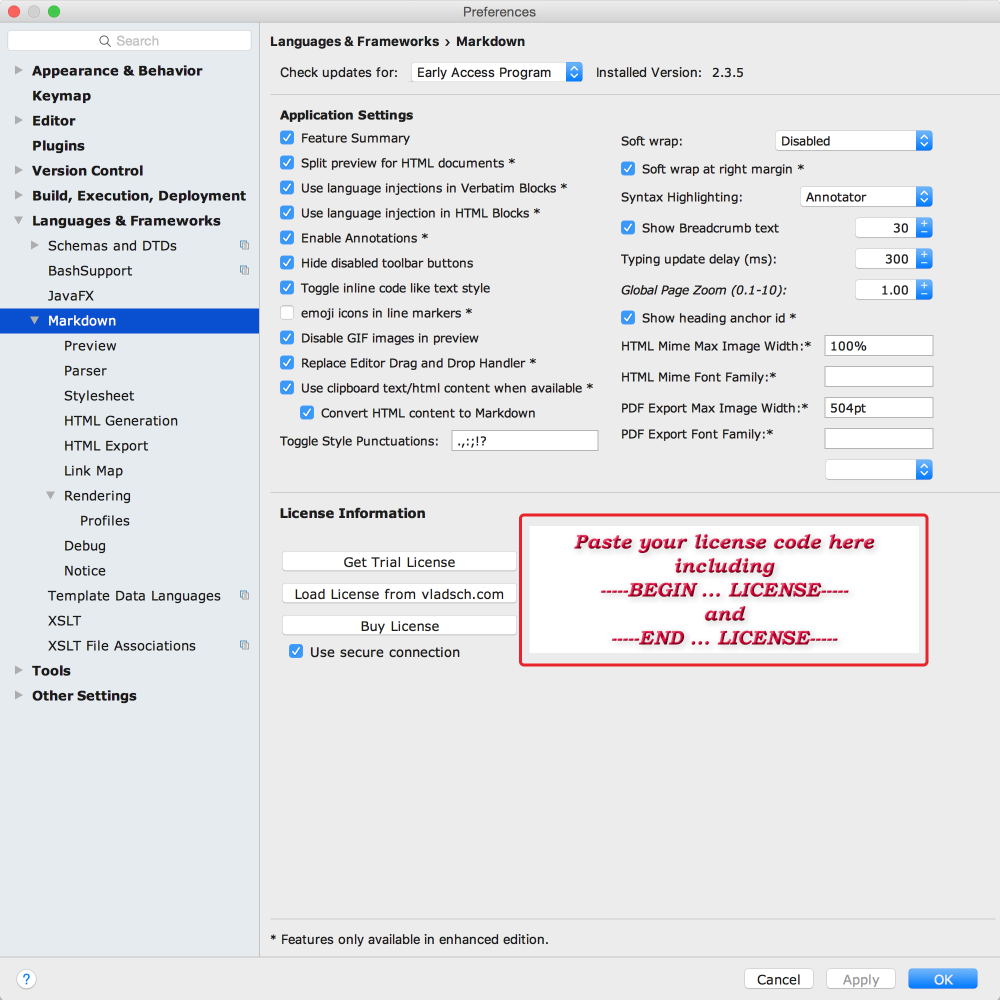 Preferences
Search
Appearance & Behavior
Keymap
Editor
Plugins
Version Control
Build, Execution, Deployment
Languages & Frameworks
Schemas and DTDs
BashSupport
JavaFX
Markdown
Preview
Parser
Stylesheet
HTML Generation
HTML Export
Link Map
Rendering
Profiles
Debug
Notice
Template Data Languages
XSLT
XSLT File Associations
Tools
Other Settings
Languages & Frameworks › Markdown
Check updates for: Early Access Program Installed Version: 2.3.5
Application Settings
Feature Summary
Split preview for HTML documents *
Use language injections in Verbatim Blocks *
Use language injection in HTML Blocks *
Enable Annotations *
Hide disabled toolbar buttons
Toggle inline code like text style
emoji icons in line markers *
Disable GIF images in preview
Replace Editor Drag and Drop Handler *
Use clipboard text/html content when available *
Convert HTML content to Markdown
Toggle Style Punctuations: .,:;!?
Soft wrap: Disabled
Soft wrap at right margin *
Syntax Highlighting: Annotator
Show Breadcrumb text 30
Typing update delay (ms): 300
Global Page Zoom (0.1-10): 1.00
Show heading anchor id *
HTML Mime Max Image Width:* 100%
HTML Mime Font Family:*
PDF Export Max Image Width:* 504pt
PDF Export Font Family:*
License Information
Get Trial License
Load License from vladsch.com
Buy License
Use secure connection
Paste your license code here
including
-----BEGIN ... LICENSE-----
and
-----END ... LICENSE-----
* Features only available in enhanced edition.
?
Cancel
Apply
OK